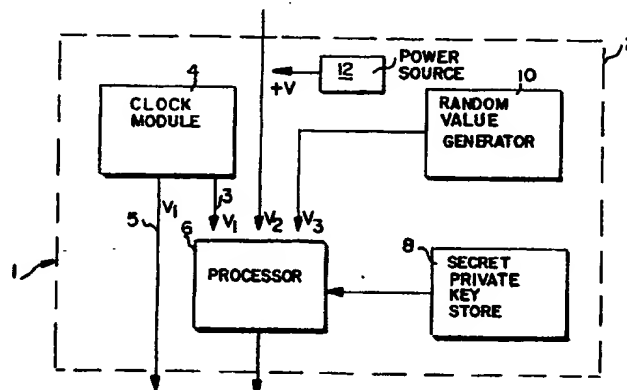 12
POWER
SOURCE
+V
4
CLOCK
MODULE
10
RANDOM
VALUE
GENERATOR
5
V1
3
V1
V2
V3
6
PROCESSOR
8
SECRET
PRIVATE
KEY
STORE
1